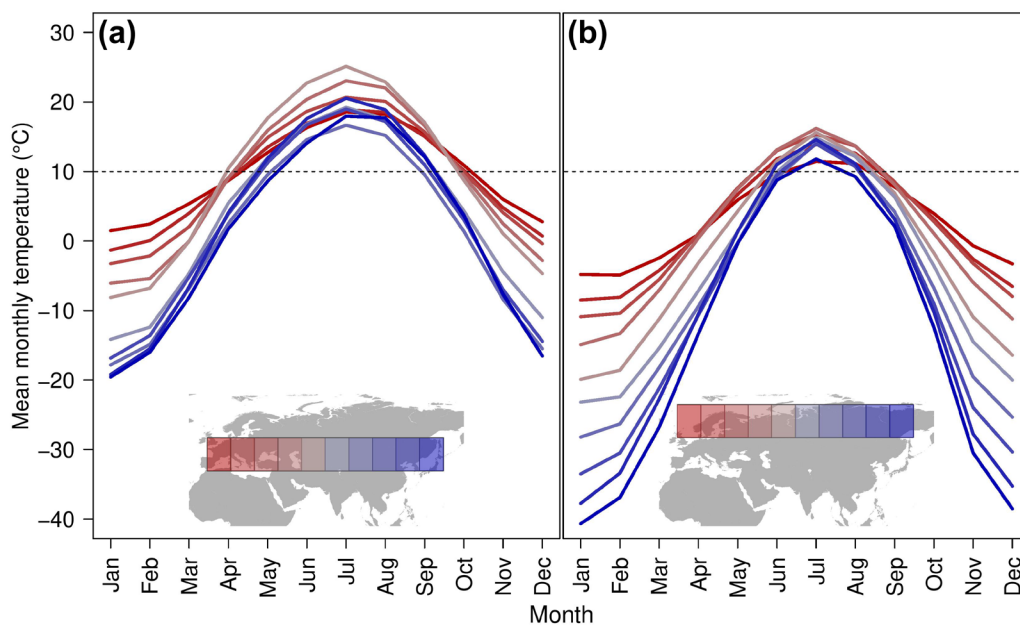 (a)
(b)
Mean monthly temperature (°C)
30
20
10
0
−10
−20
−30
−40
Jan
Feb
Mar
Apr
May
Jun
Jul
Aug
Sep
Oct
Nov
Dec
Jan
Feb
Mar
Apr
May
Jun
Jul
Aug
Sep
Oct
Nov
Dec
Month